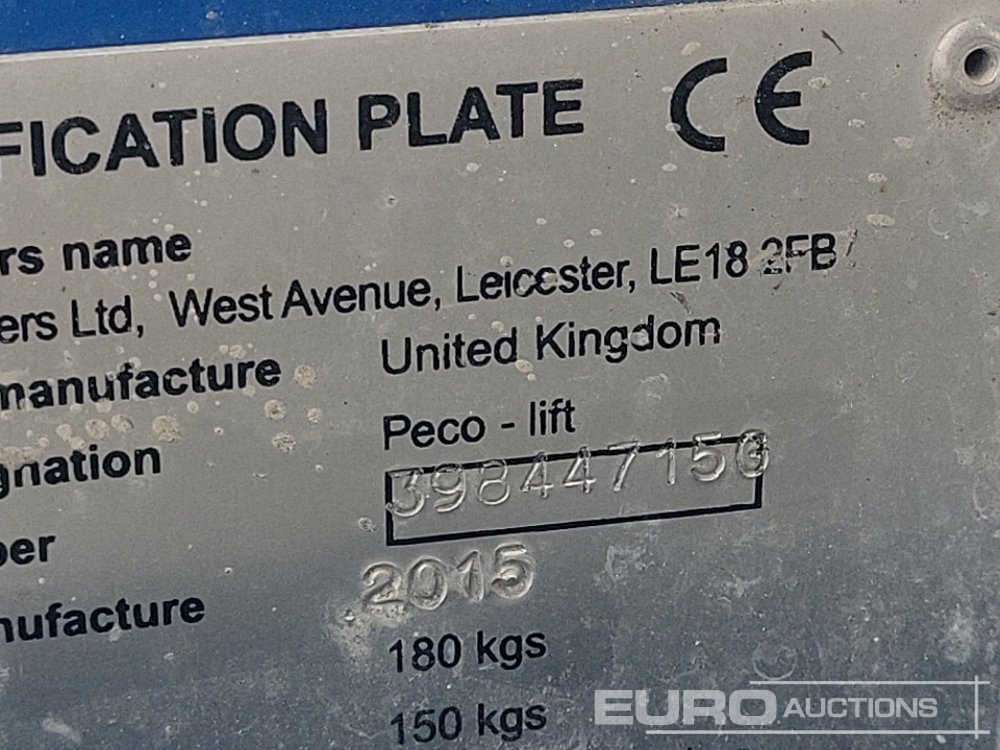 FICATION PLATE CE
rs name
ers Ltd, West Avenue, Leicester, LE18 2FB
manufacture United Kingdom
gnation Peco - lift
ber 398447150
nufacture 2015
180 kgs
150 kgs
EURO AUCTIONS